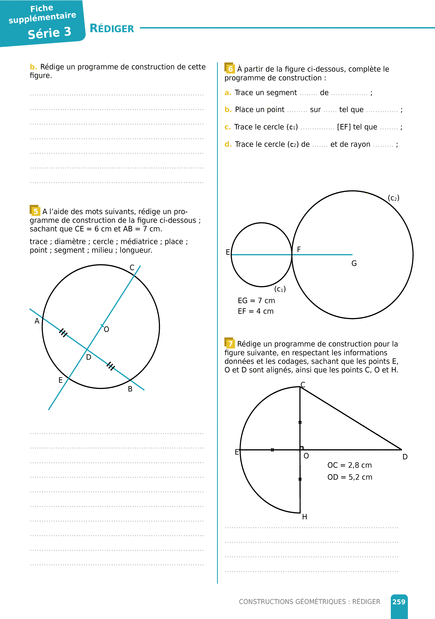 Fiche
supplémentaire
Série 3
RÉDIGER
b. Rédige un programme de construction de cette
figure.
5 A l'aide des mots suivants, rédige un pro-
gramme de construction de la figure ci-dessous ;
sachant que CE = 6 cm et AB = 7 cm.
trace ; diamètre ; cercle ; médiatrice ; place ;
point ; segment ; milieu ; longueur.
C
A
O
D
E
B
6 À partir de la figure ci-dessous, complète le
programme de construction :
a. Trace un segment ........ de ................ ;
b. Place un point ......... sur ...... tel que .............. ;
c. Trace le cercle (c₁) ............... [EF] tel que ........ ;
d. Trace le cercle (c₂) de ....... et de rayon ......... ;
(c₂)
E
F
G
(c₁)
EG = 7 cm
EF = 4 cm
7 Rédige un programme de construction pour la
figure suivante, en respectant les informations
données et les codages, sachant que les points E,
O et D sont alignés, ainsi que les points C, O et H.
C
E
O
D
OC = 2,8 cm
OD = 5,2 cm
H
CONSTRUCTIONS GÉOMÉTRIQUES : RÉDIGER 259